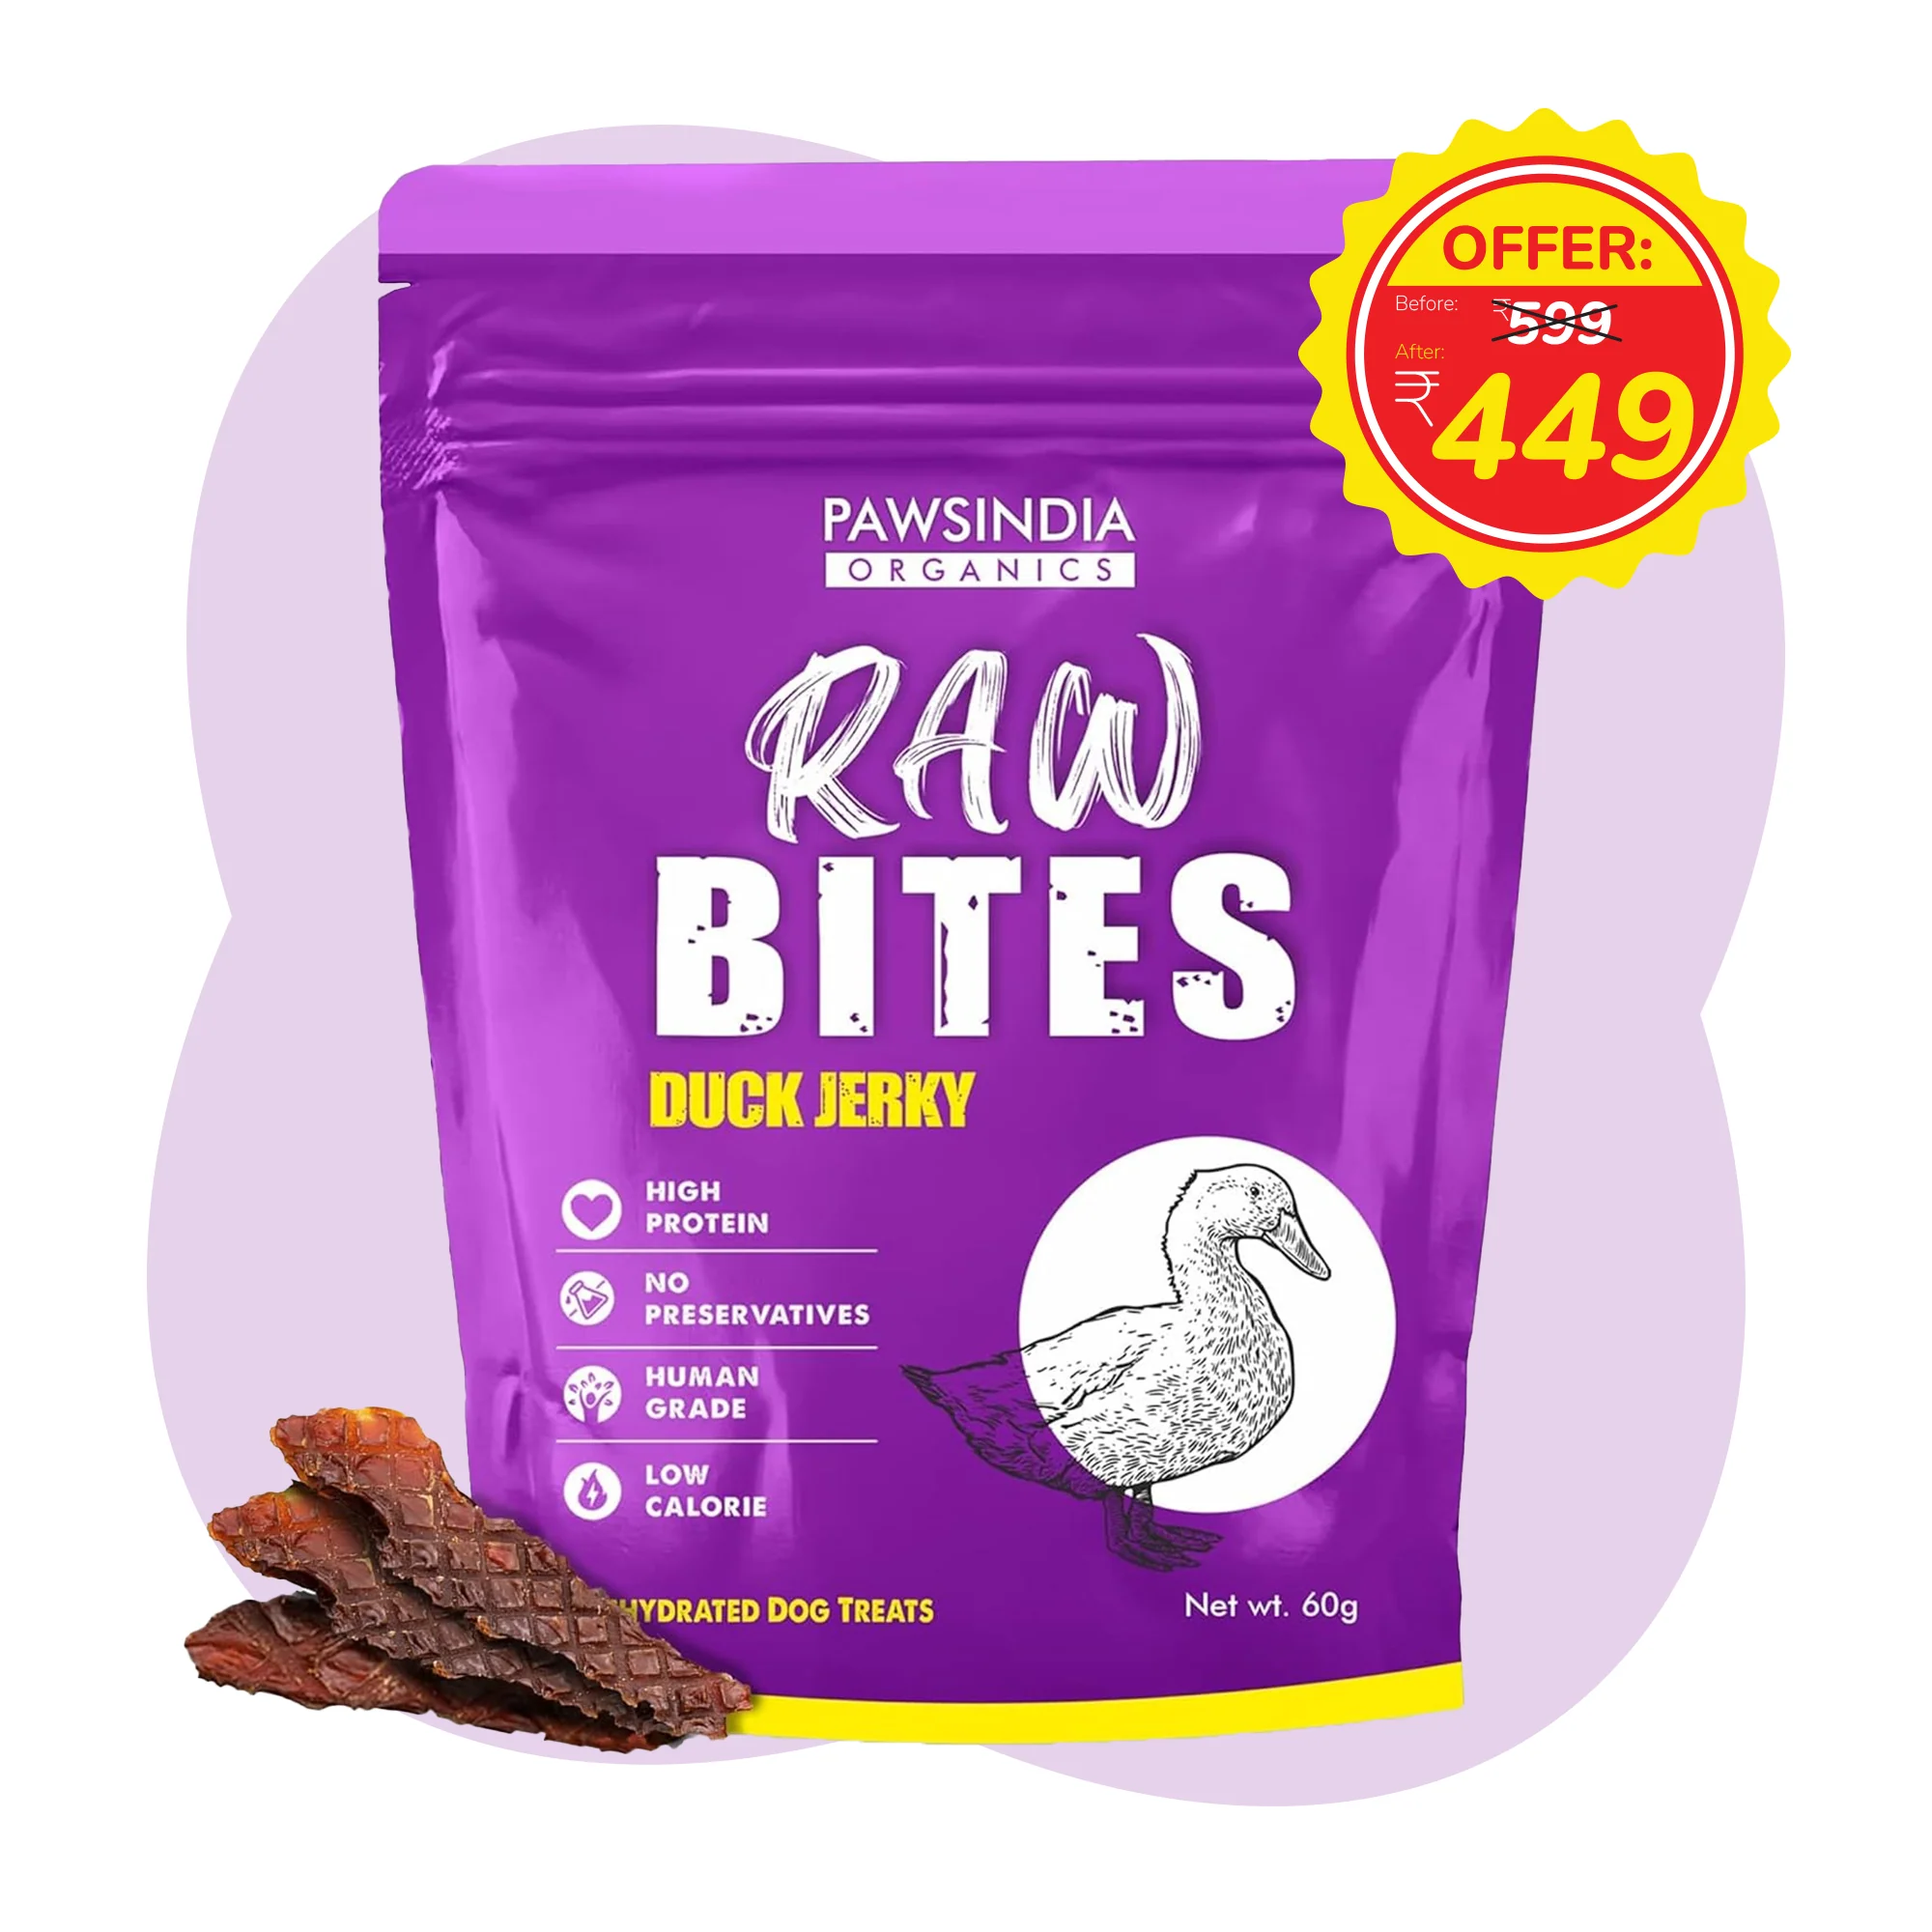 OFFER:
Before: ₹599
After:
₹449
PAWSINDIA
ORGANICS
RAW
BITES
DUCK JERKY
HIGH
PROTEIN
NO
PRESERVATIVES
HUMAN
GRADE
LOW
CALORIE
HYDRATED DOG TREATS
Net wt. 60g